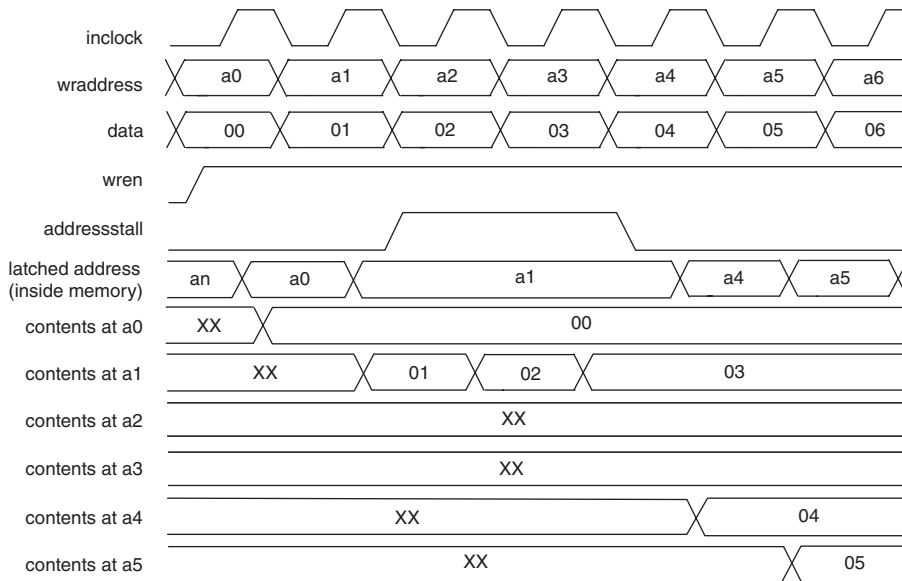 inclock
wraddress a0 a1 a2 a3 a4 a5 a6
data 00 01 02 03 04 05 06
wren
addressstall
latched address
(inside memory) an a0 a1 a4 a5
contents at a0 XX 00
contents at a1 XX 01 02 03
contents at a2 XX
contents at a3 XX
contents at a4 XX 04
contents at a5 XX 05